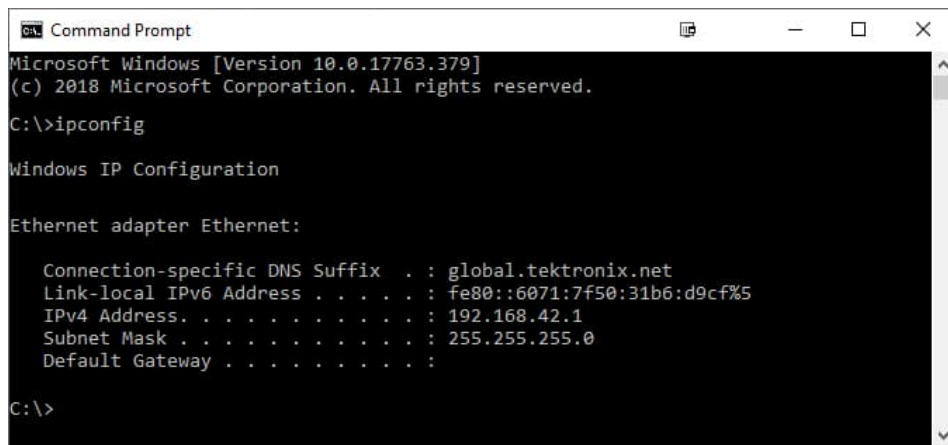 Command Prompt
Microsoft Windows [Version 10.0.17763.379]
(c) 2018 Microsoft Corporation. All rights reserved.
C:\>ipconfig
Windows IP Configuration
Ethernet adapter Ethernet:
Connection-specific DNS Suffix  . : global.tektronix.net
Link-local IPv6 Address . . . . . : fe80::6071:7f50:31b6:d9cf%5
IPv4 Address. . . . . . . . . . . : 192.168.42.1
Subnet Mask . . . . . . . . . . . : 255.255.255.0
Default Gateway . . . . . . . . . :
C:\>